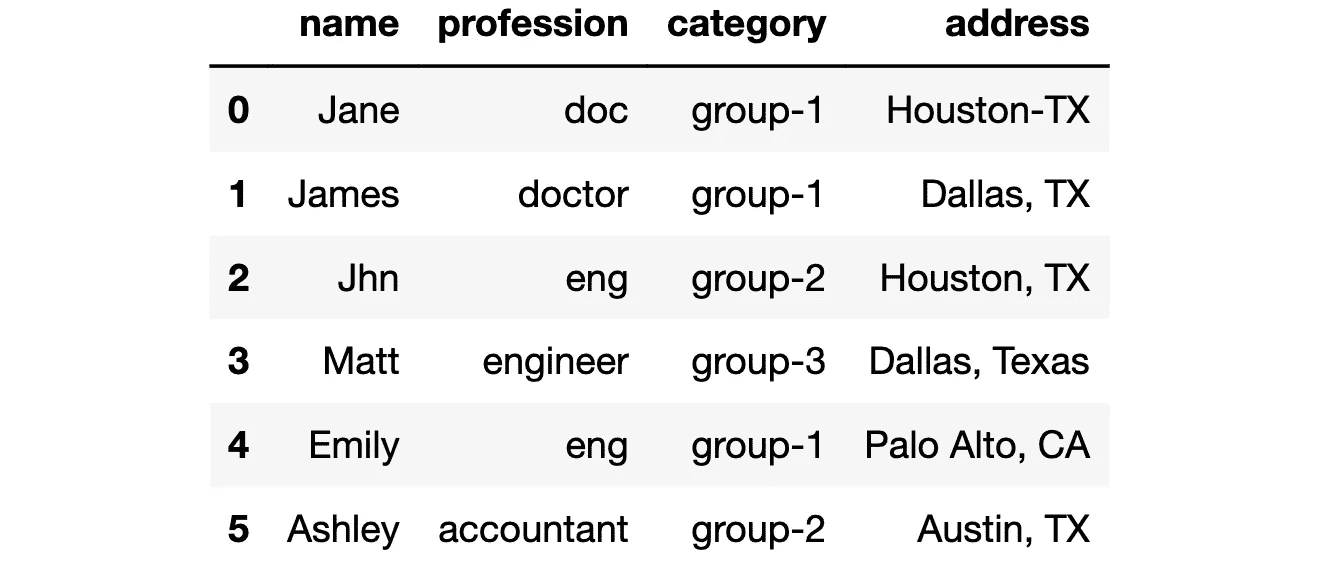 name profession category address
0 Jane doc group-1 Houston-TX
1 James doctor group-1 Dallas, TX
2 Jhn eng group-2 Houston, TX
3 Matt engineer group-3 Dallas, Texas
4 Emily eng group-1 Palo Alto, CA
5 Ashley accountant group-2 Austin, TX